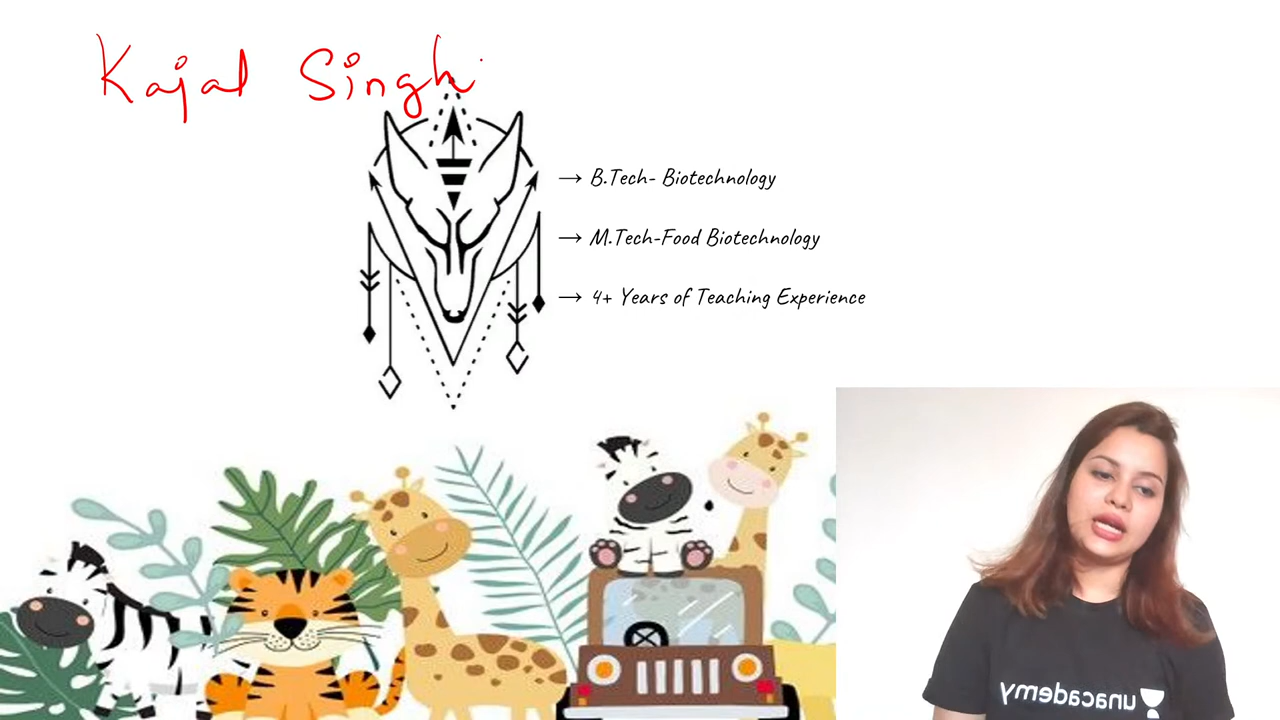 Kajal Singh
→ B.Tech- Biotechnology
→ M.Tech-Food Biotechnology
→ 4+ Years of Teaching Experience
unacademy